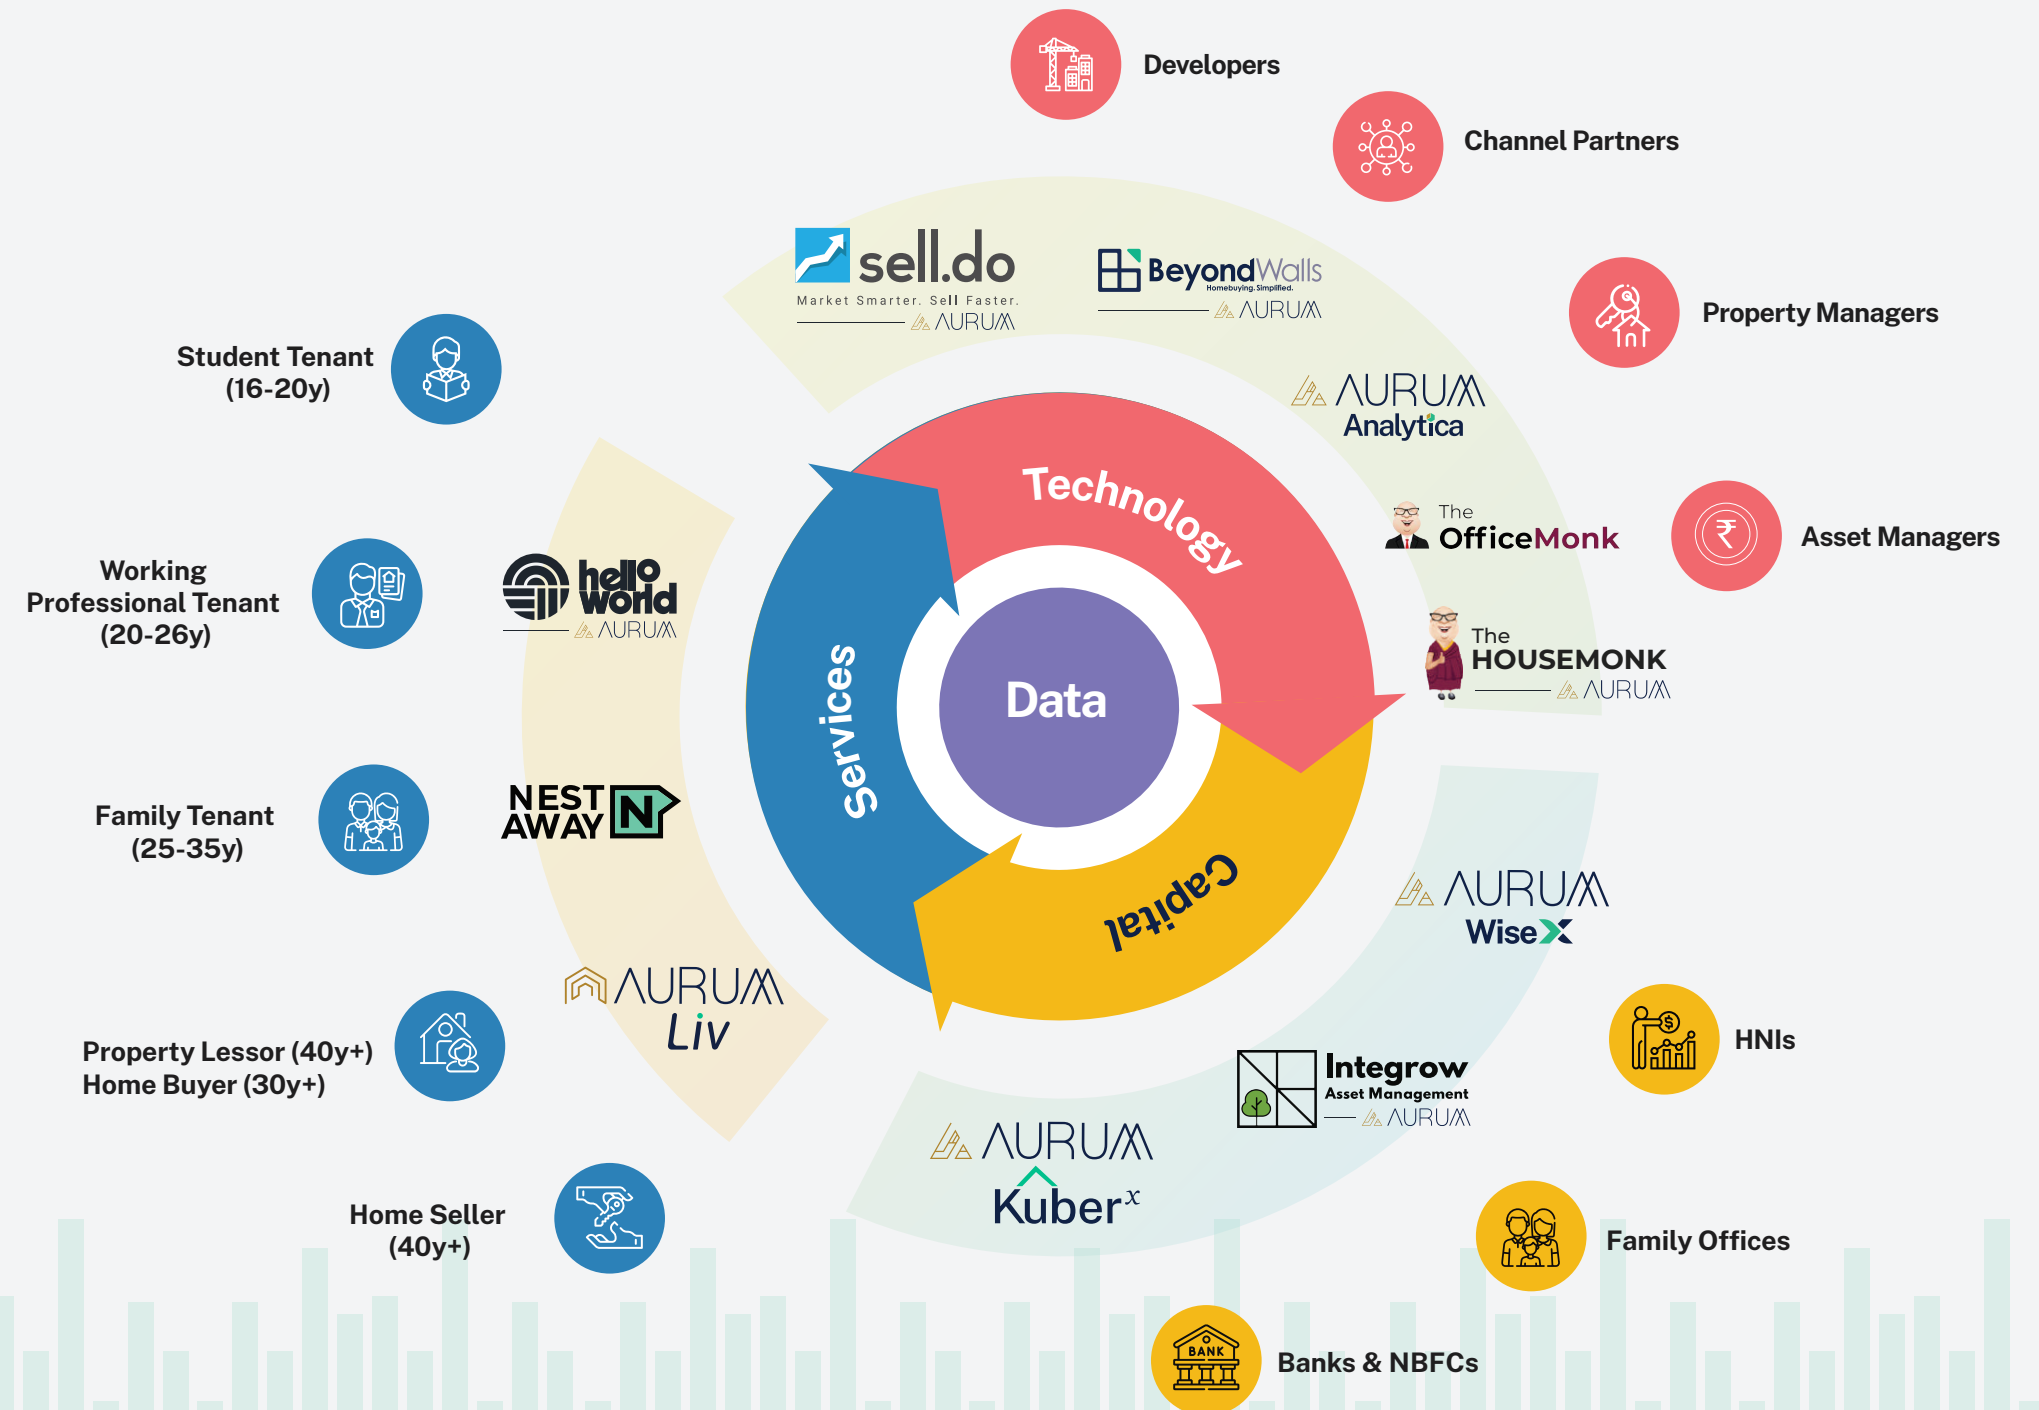 Developers
Channel Partners
sell.do
Market Smarter. Sell Faster.
AURUM
BeyondWalls
Homebuying. Simplified.
AURUM
Property Managers
Student Tenant
(16-20y)
AURUM
Analytica
Technology
The
OfficeMonk
Asset Managers
Working
Professional Tenant
(20-26y)
hello
world
AURUM
The
HOUSEMONK
AURUM
Services
Data
Family Tenant
(25-35y)
NEST
AWAY
N
Capital
AURUM
WiseX
AURUM
Liv
Property Lessor (40y+)
Home Buyer (30y+)
HNIs
Integrow
Asset Management
AURUM
AURUM
Kuberx
Home Seller
(40y+)
Family Offices
BANK
Banks & NBFCs